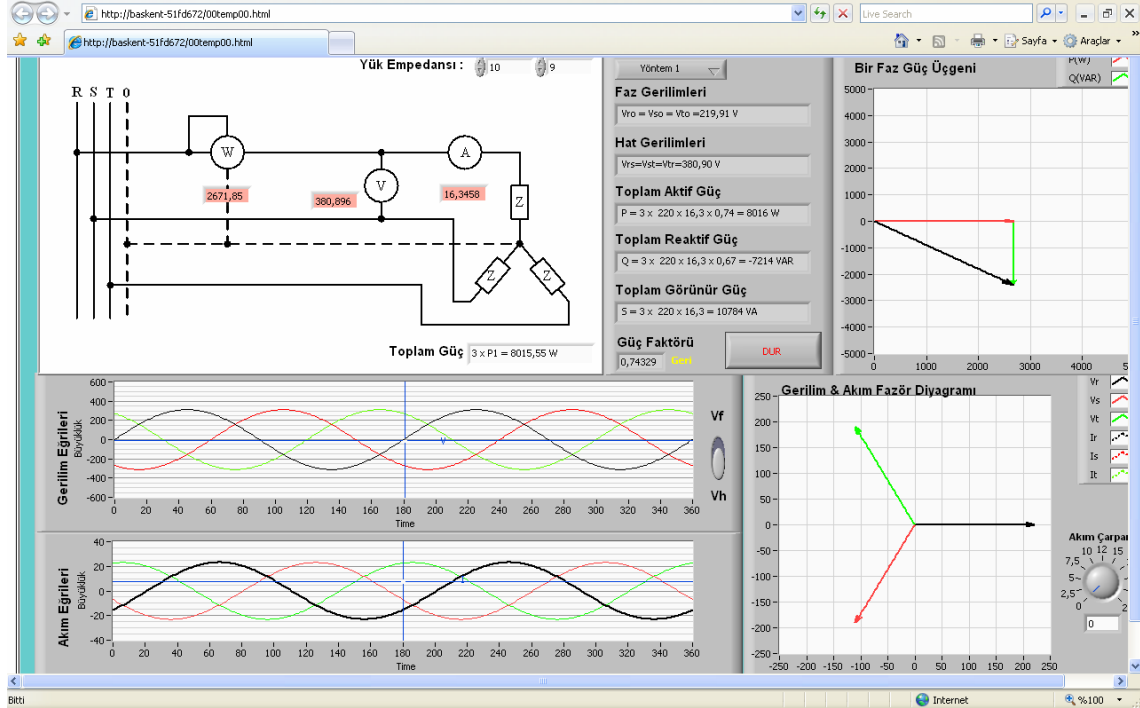 http://baskent-51fd672/00temp00.html
Live Search
http://baskent-51fd672/00temp00.html
Sayfa
Araçlar
»
Yük Empedansı : 10 9
R S T 0
W
A
V
2671,85
380,896
16,3458
Z
Z
Z
Toplam Güç 3 x P1 = 8015,55 W
Yöntem 1
Faz Gerilimleri
Vro = Vso = Vto =219,91 V
Hat Gerilimleri
Vrs=Vst=Vtr=380,90 V
Toplam Aktif Güç
P = 3 x 220 x 16,3 x 0,74 = 8016 W
Toplam Reaktif Güç
Q = 3 x 220 x 16,3 x 0,67 = -7214 VAR
Toplam Görünür Güç
S = 3 x 220 x 16,3 = 10784 VA
Güç Faktörü
0,74329
Geri
DUR
Bir Faz Güç Üçgeni
P(W)
Q(VAR)
5000
4000
3000
2000
1000
0
-1000
-2000
-3000
-4000
-5000
0 1000 2000 3000 4000 5
Gerilim Eğrileri
Büyüklük
600
400
200
0
-200
-400
-600
V
0 20 40 60 80 100 120 140 160 180 200 220 240 260 280 300 320 340 360
Time
Vf
Vh
Akım Eğrileri
Büyüklük
40
20
0
-20
-40
I
0 20 40 60 80 100 120 140 160 180 200 220 240 260 280 300 320 340 360
Time
Gerilim & Akım Fazör Diyagramı
250
200
150
100
50
0
-50
-100
-150
-200
-250
-250 -200 -150 -100 -50 0 50 100 150 200 250
Vr
Vs
Vt
Ir
Is
It
Akım Çarpar
10 12 15
7,5
5
2,5
0 2
0
Bitti
Internet
%100